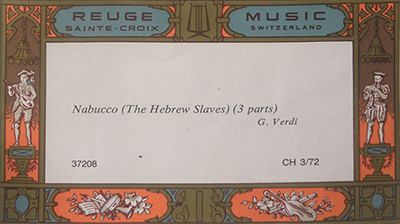 REUGE MUSIC
SAINTE-CROIX SWITZERLAND
Nabucco (The Hebrew Slaves) (3 parts)
G. Verdi
37208 CH 3/72